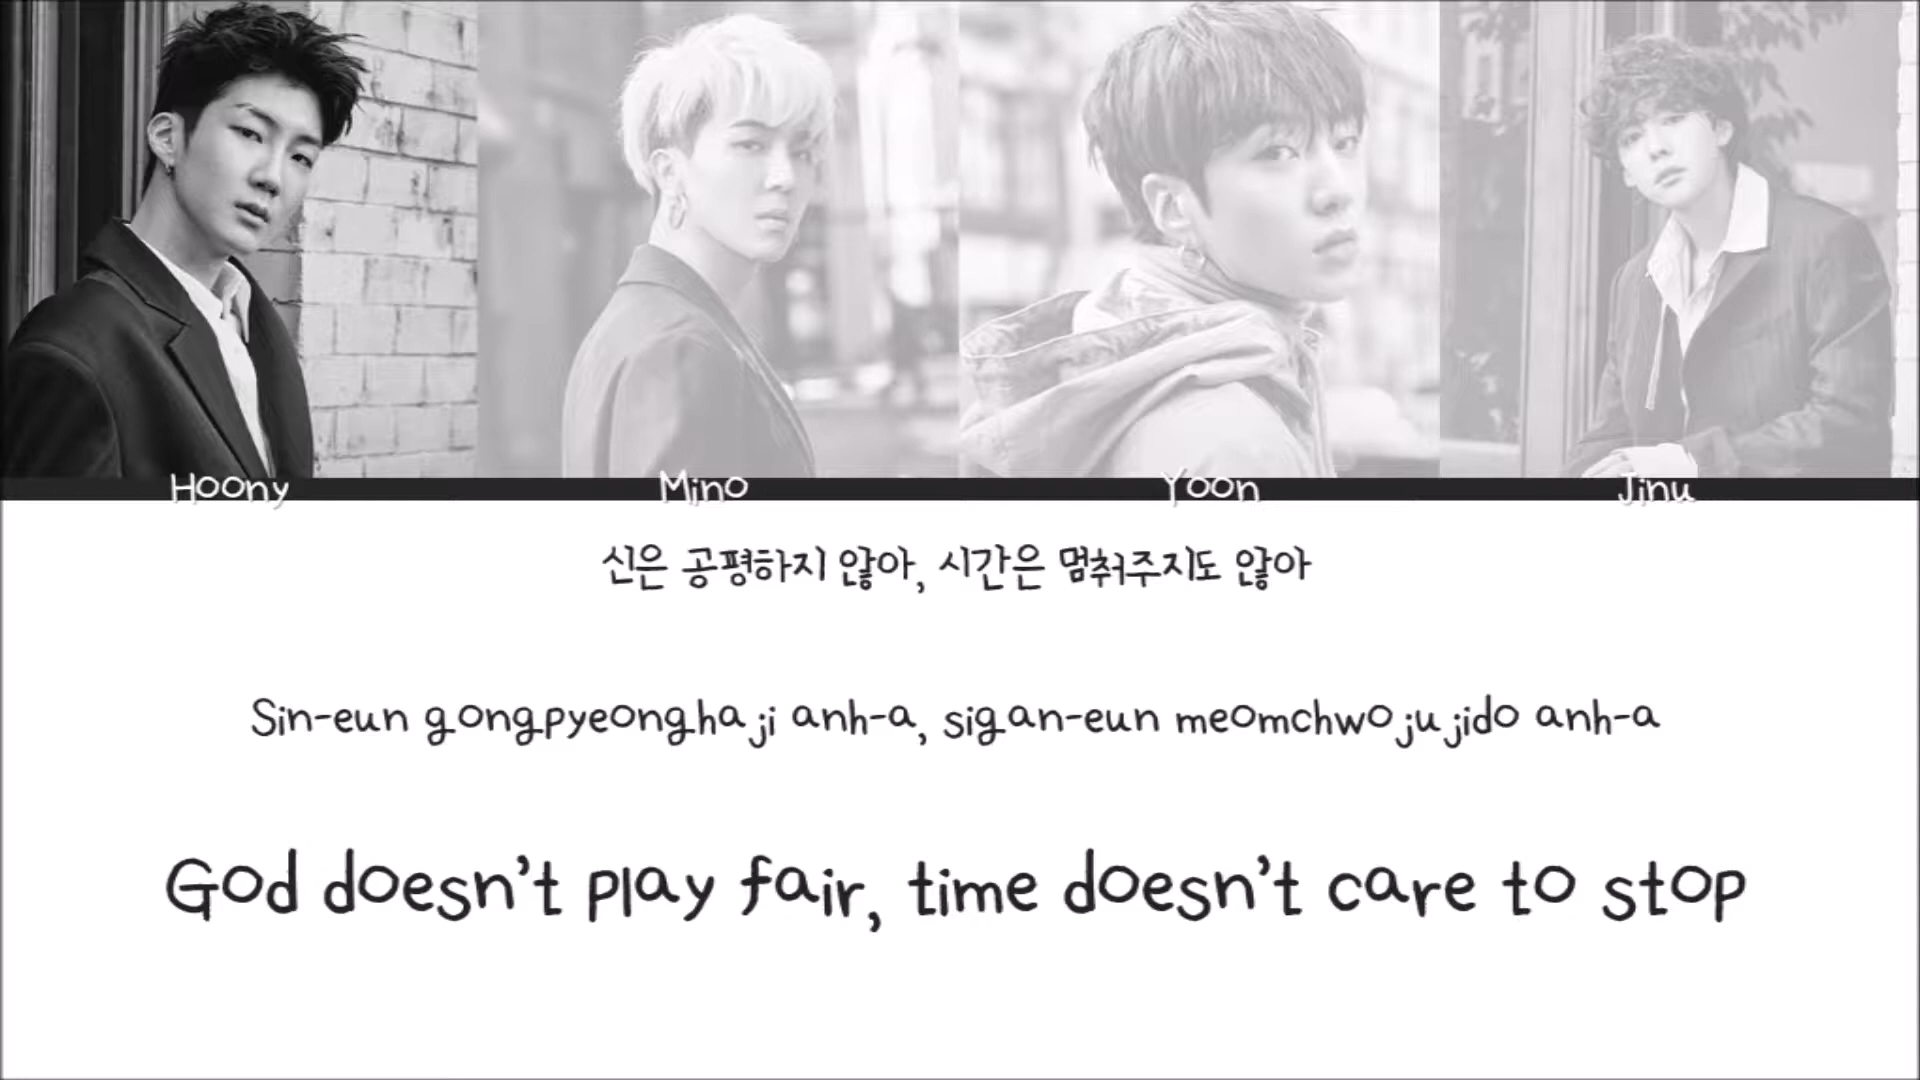 Hoony Mino Yoon Jinu
신은 공평하지 않아, 시간은 멈춰주지도 않아
Sin-eun gongpyeonghaji anh-a, sigan-eun meomchwojujido anh-a
God doesn't play fair, time doesn't care to stop